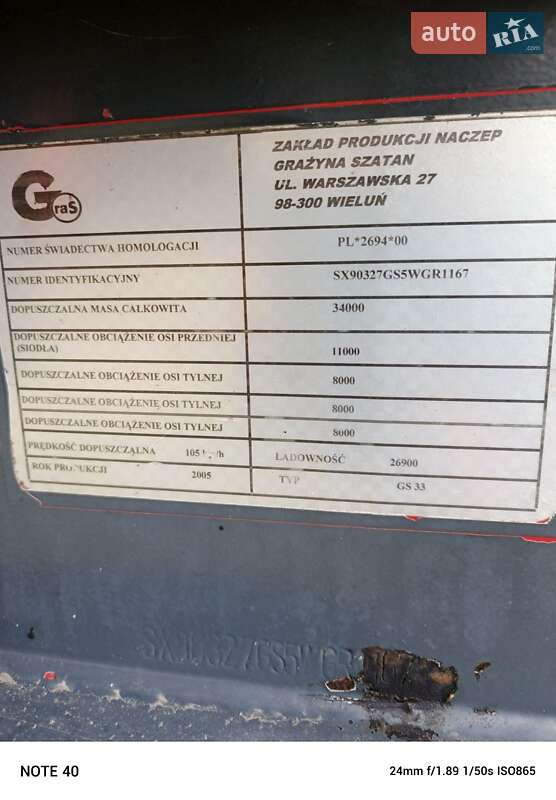 auto RIA .com
GraS
ZAKŁAD PRODUKCJI NACZEP
GRAŻYNA SZATAN
UL. WARSZAWSKA 27
98-300 WIELUŃ
NUMER ŚWIADECTWA HOMOLOGACJI PL*2694*00
NUMER IDENTYFIKACYJNY SX90327GS5WGR1167
DOPUSZCZALNA MASA CAŁKOWITA 34000
DOPUSZCZALNE OBCIĄŻENIE OSI PRZEDNIEJ
(SIODŁA) 11000
DOPUSZCZALNE OBCIĄŻENIE OSI TYLNEJ 8000
DOPUSZCZALNE OBCIĄŻENIE OSI TYLNEJ 8000
DOPUSZCZALNE OBCIĄŻENIE OSI TYLNEJ 8000
PRĘDKOŚĆ DOPUSZCZALNA 105 ŁADOWNOŚĆ 26900
ROK 2005 TYP GS 33
NOTE 40
24mm f/1.89 1/50s ISO865